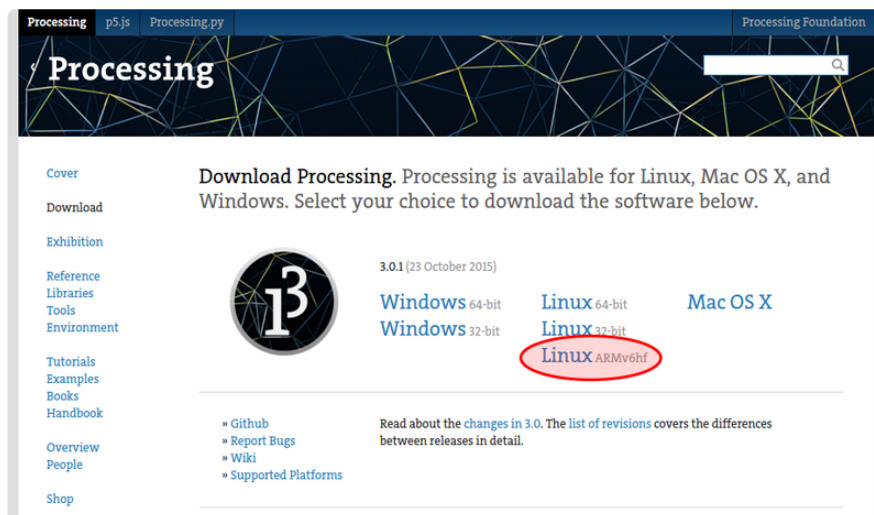 Processing p5.js Processing.py Processing Foundation
‹ Processing
Cover
Download
Exhibition
Reference
Libraries
Tools
Environment
Tutorials
Examples
Books
Handbook
Overview
People
Shop
Download Processing. Processing is available for Linux, Mac OS X, and
Windows. Select your choice to download the software below.
3
3.0.1 (23 October 2015)
Windows 64-bit
Windows 32-bit
Linux 64-bit
Linux 32-bit
Linux ARMv6hf
Mac OS X
» Github
» Report Bugs
» Wiki
» Supported Platforms
Read about the changes in 3.0. The list of revisions covers the differences
between releases in detail.